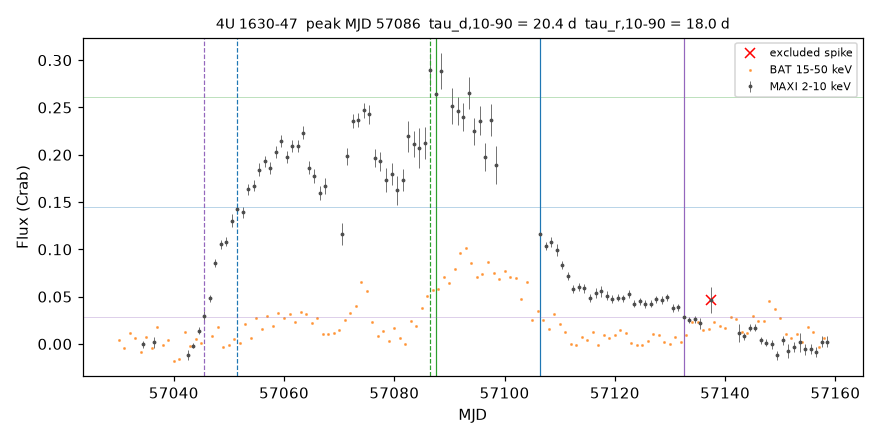 4U 1630-47 peak MJD 57086 tau_d,10-90 = 20.4 d tau_r,10-90 = 18.0 d
Flux (Crab)
0.30
0.25
0.20
0.15
0.10
0.05
0.00
excluded spike
BAT 15-50 keV
MAXI 2-10 keV
57040 57060 57080 57100 57120 57140 57160
MJD